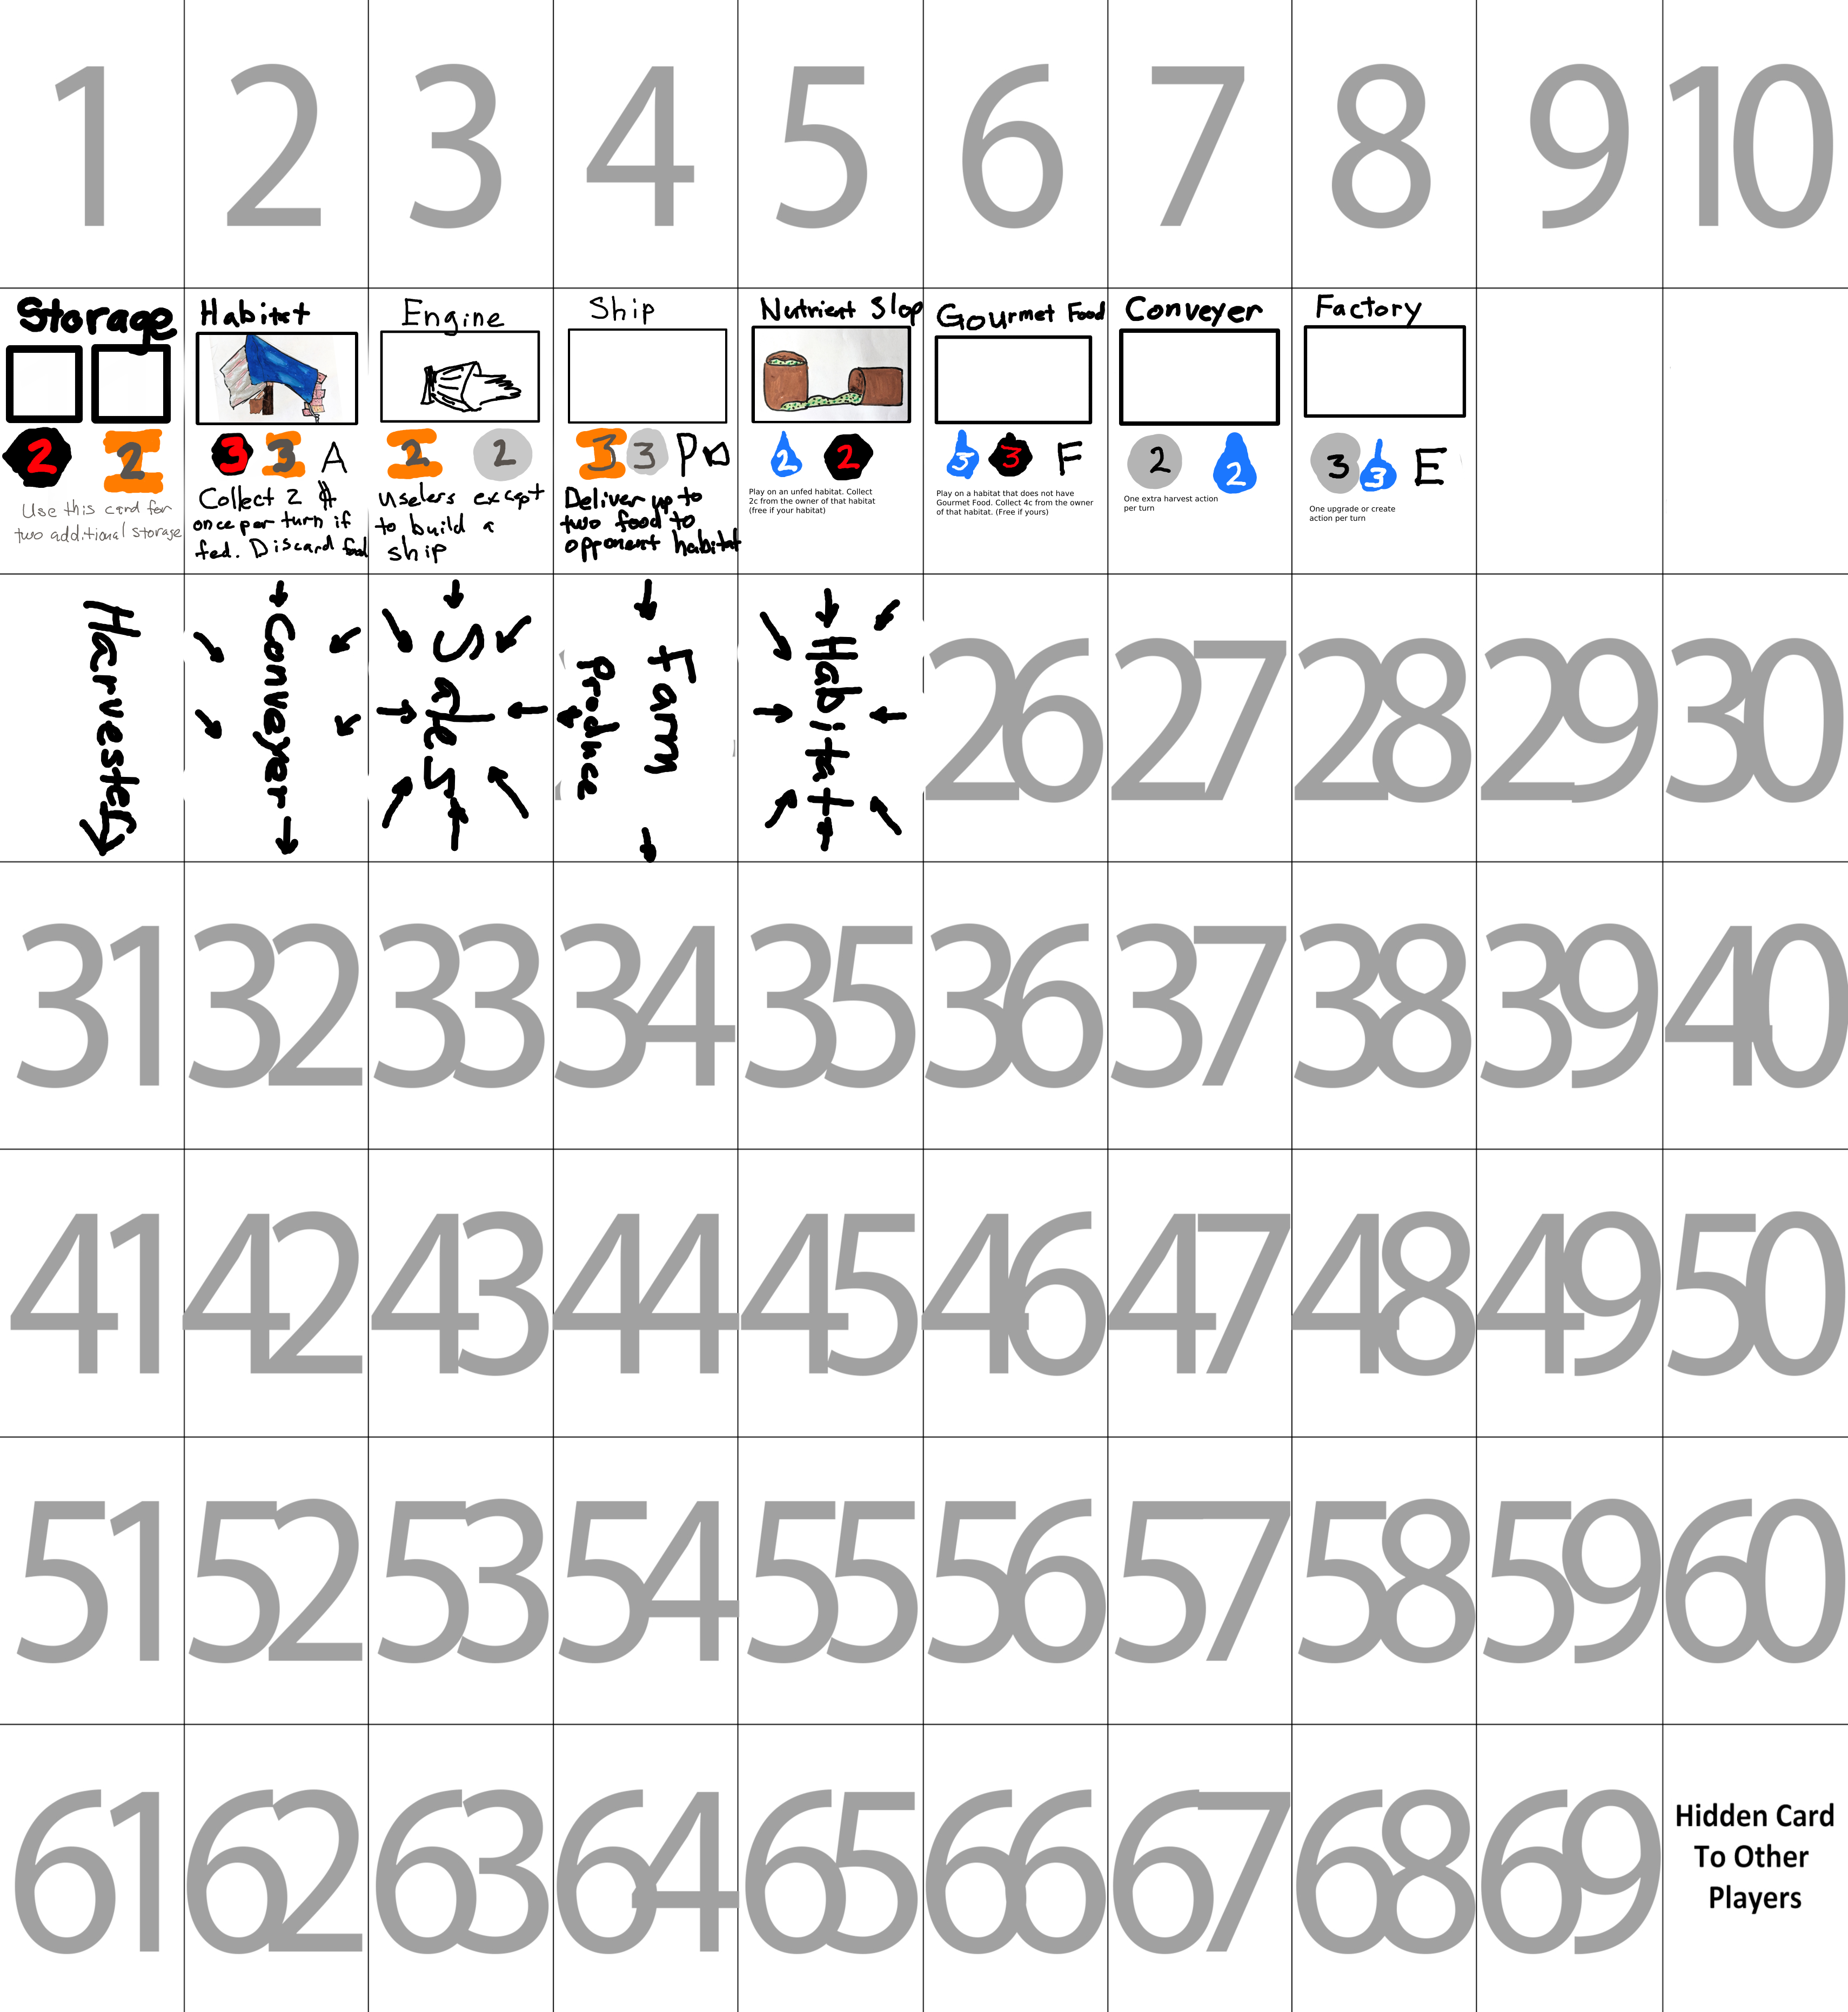 1 2 3 4 5 6 7 8 9 10
Storage
2 2
Use this card for
two additional storage
Habitat
3 3 A
Collect 2 $
once per turn if
fed. Discard food
Engine
2 2
useless except
to build a
ship
Ship
3 3 P
Deliver up to
two food to
opponent habitat
Nutrient Slop
2 2
Play on an unfed habitat. Collect
2c from the owner of that habitat
(free if your habitat)
Gourmet Food
3 3 F
Play on a habitat that does not have
Gourmet Food. Collect 4c from the owner
of that habitat. (Free if yours)
Conveyer
2 2
One extra harvest action
per turn
Factory
3 3 E
One upgrade or create
action per turn
Harvester
Conveyer
Farm
Produce
Habitat
26 27 28 29 30
31 32 33 34 35 36 37 38 39 40
41 42 43 44 45 46 47 48 49 50
51 52 53 54 55 56 57 58 59 60
61 62 63 64 65 66 67 68 69
Hidden Card
To Other
Players